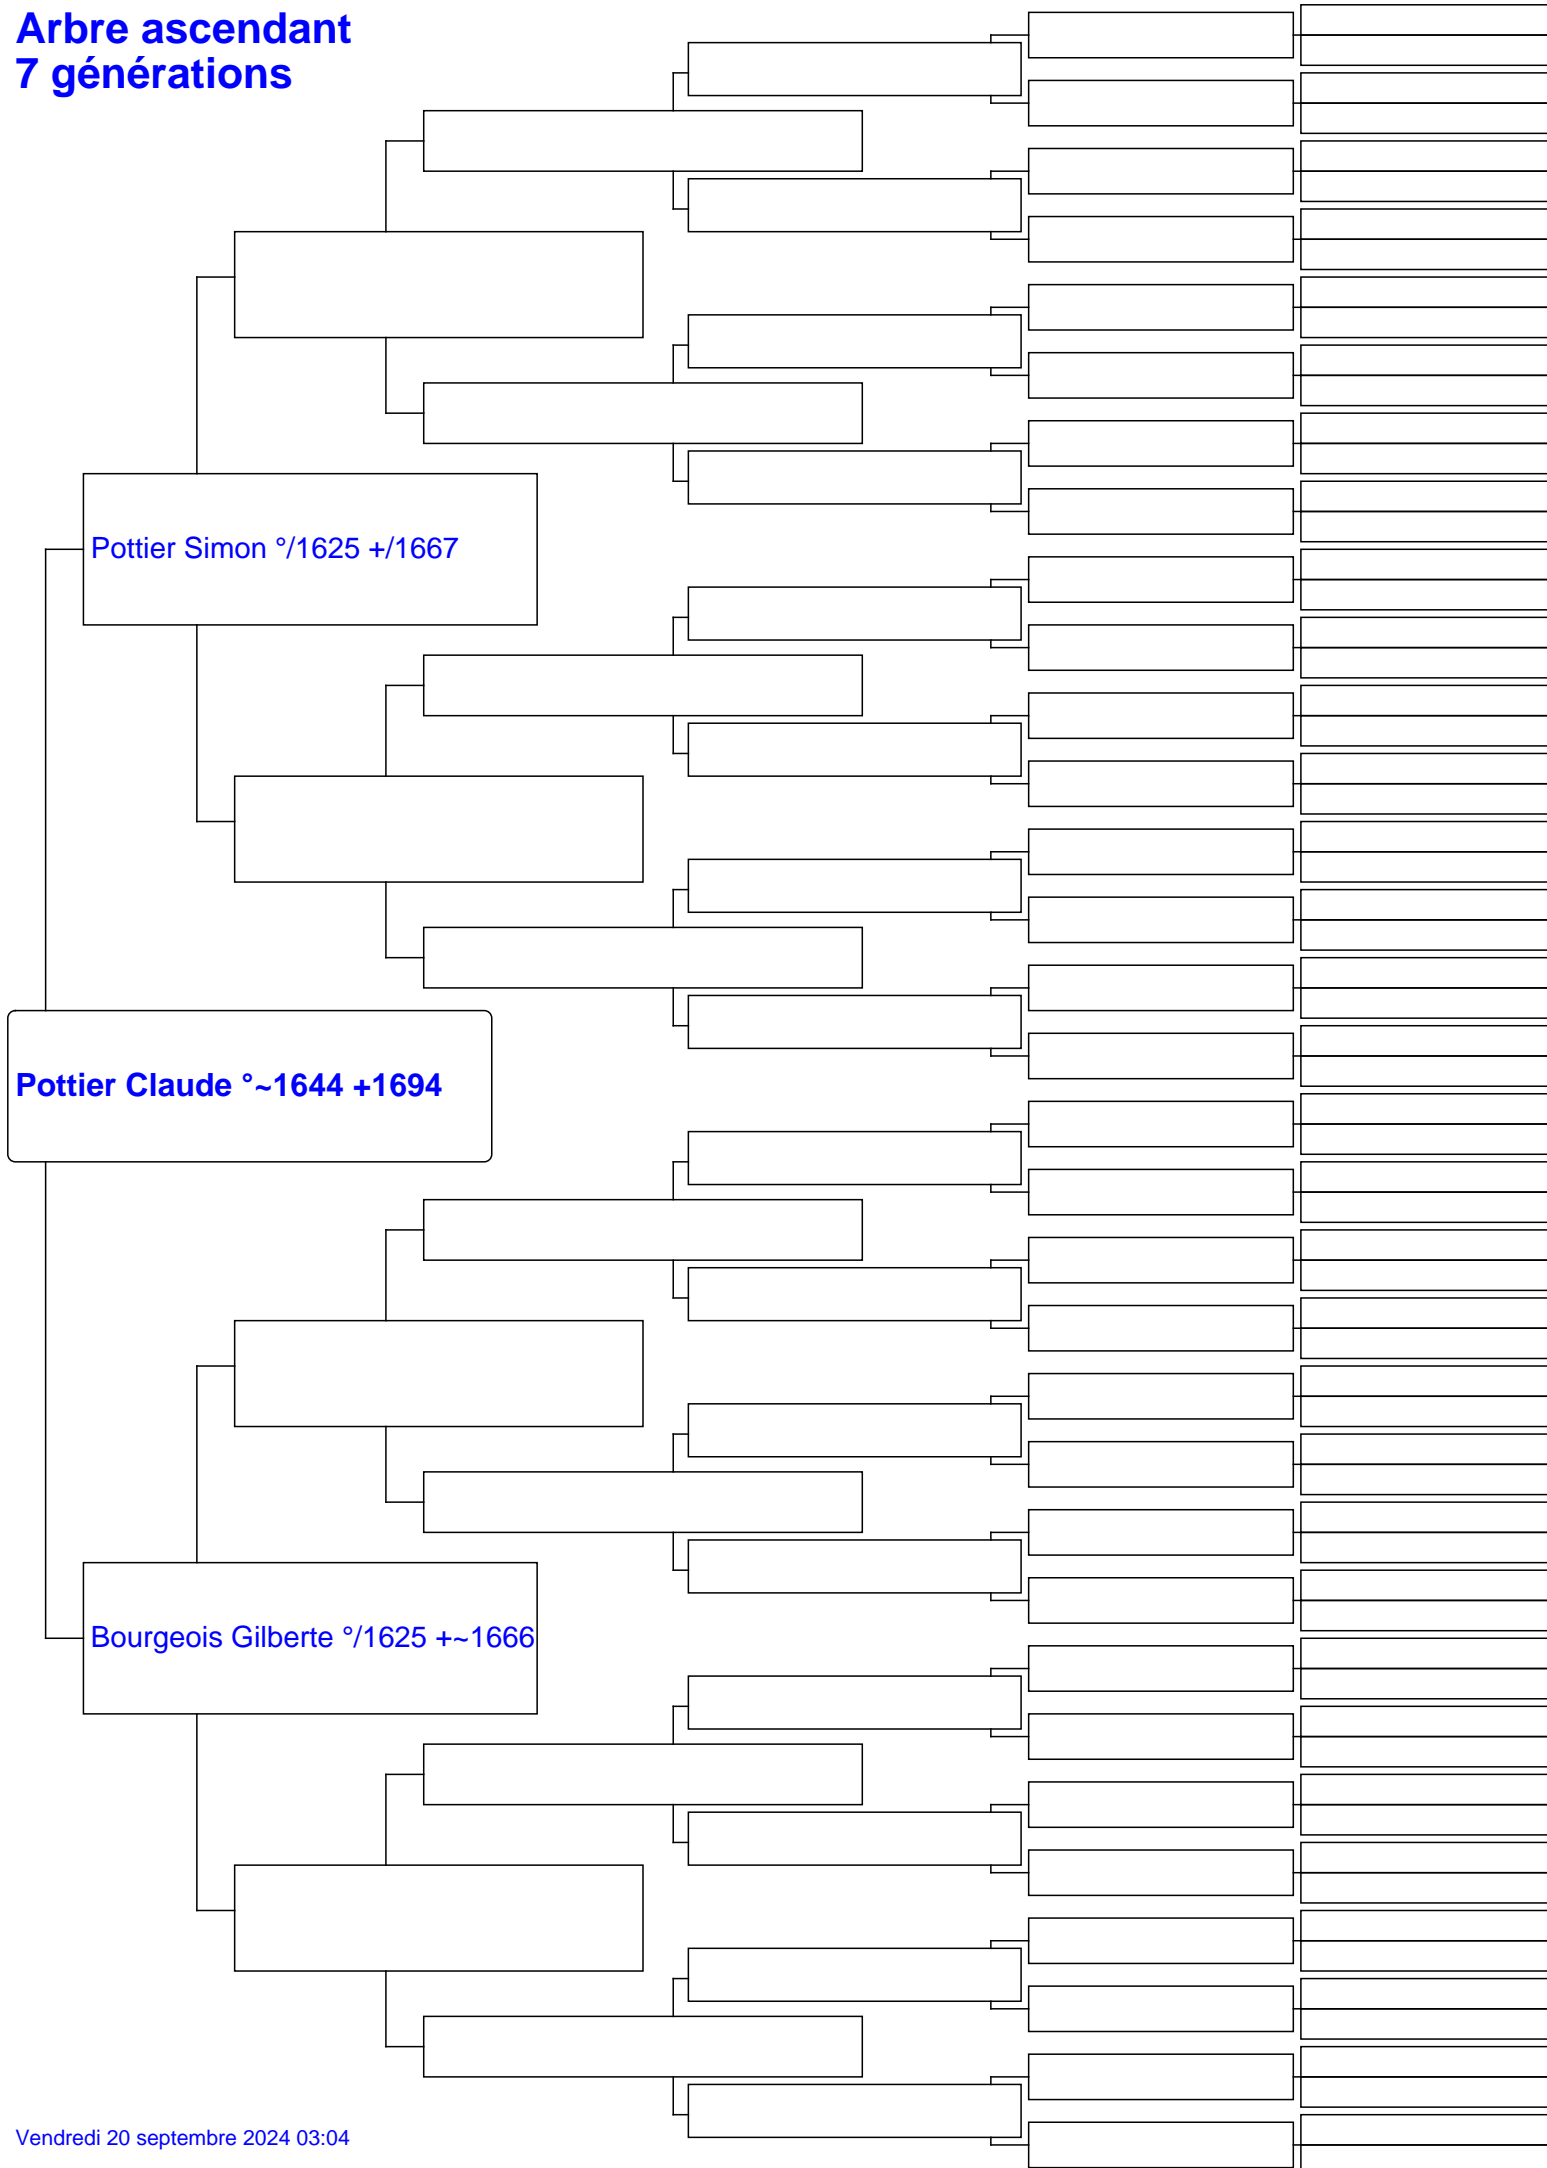 Arbre ascendant
7 générations
Pottier Simon °/1625 +/1667
Pottier Claude °~1644 +1694
Bourgeois Gilberte °/1625 +~1666
Vendredi 20 septembre 2024 03:04